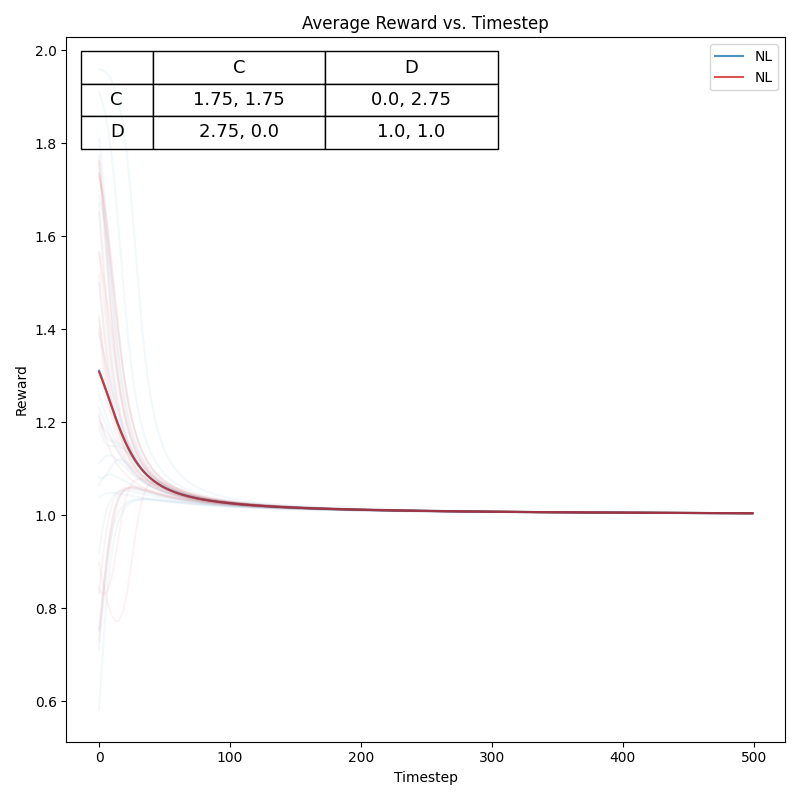 Average Reward vs. Timestep
C D
C 1.75, 1.75 0.0, 2.75
D 2.75, 0.0 1.0, 1.0
NL
NL
2.0
1.8
1.6
1.4
1.2
1.0
0.8
0.6
Reward
0 100 200 300 400 500
Timestep